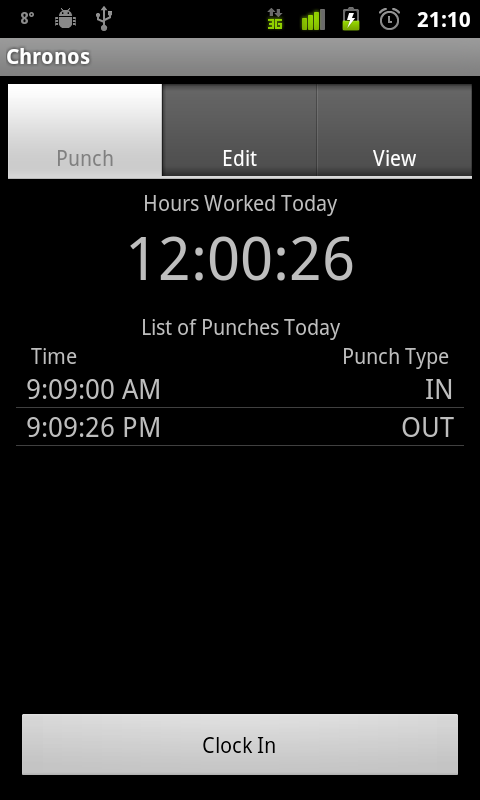 8° 3G 21:10
Chronos
Punch Edit View
Hours Worked Today
12:00:26
List of Punches Today
Time Punch Type
9:09:00 AM IN
9:09:26 PM OUT
Clock In